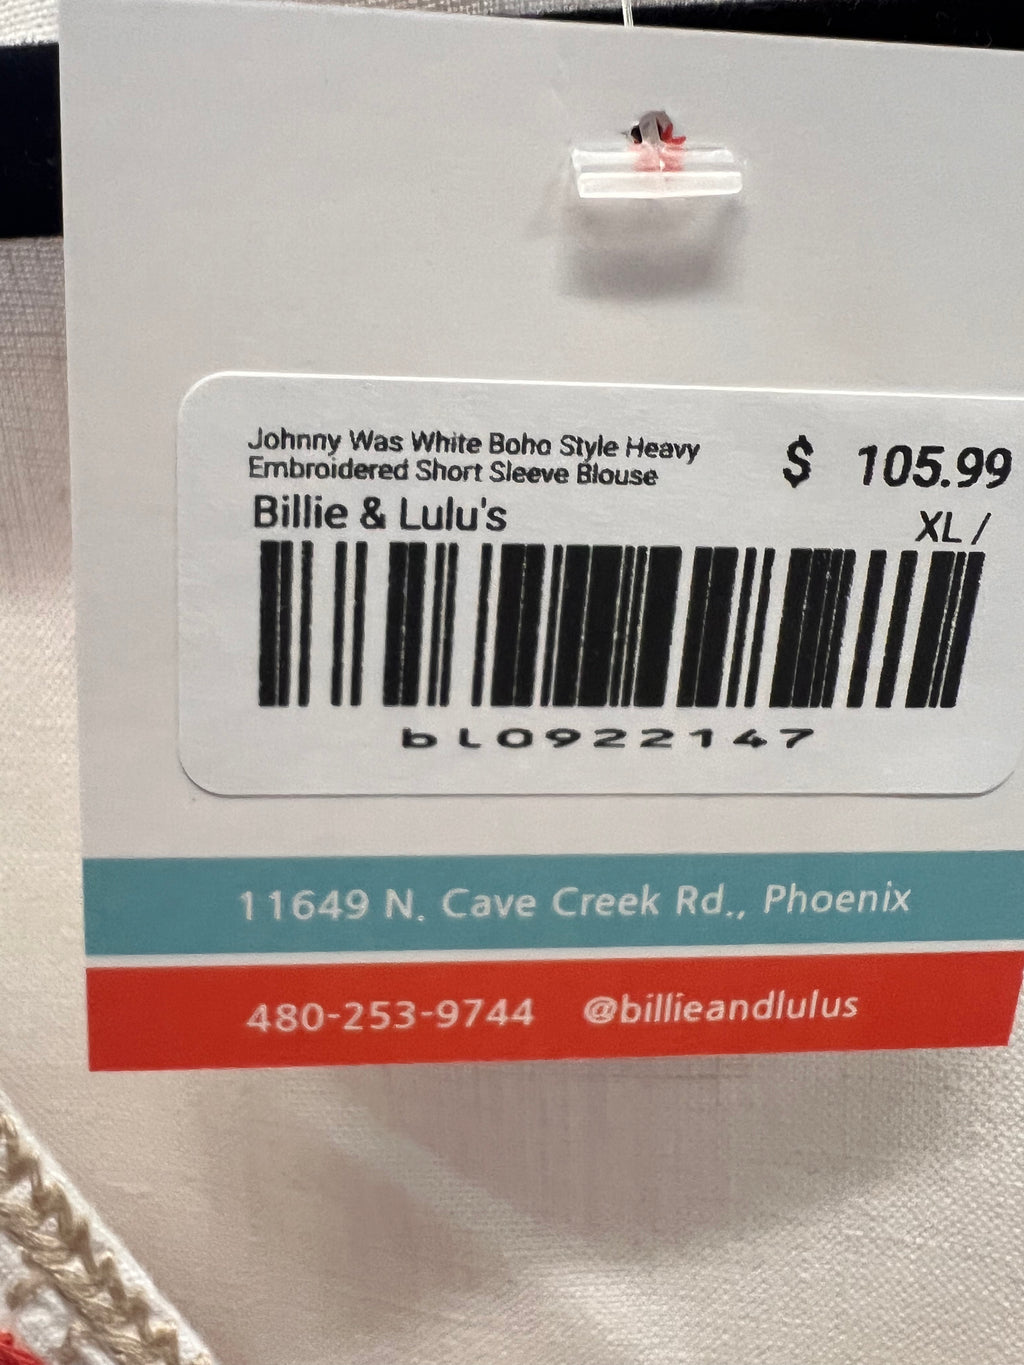 Johnny Was White Boho Style Heavy
Embroidered Short Sleeve Blouse
$ 105.99
Billie & Lulu's
XL /
bL0922147
11649 N. Cave Creek Rd., Phoenix
480-253-9744 @billieandlulus